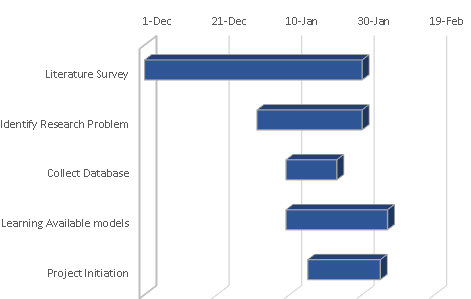 1-Dec 21-Dec 10-Jan 30-Jan 19-Feb
Literature Survey
Identify Research Problem
Collect Database
Learning Available models
Project Initiation